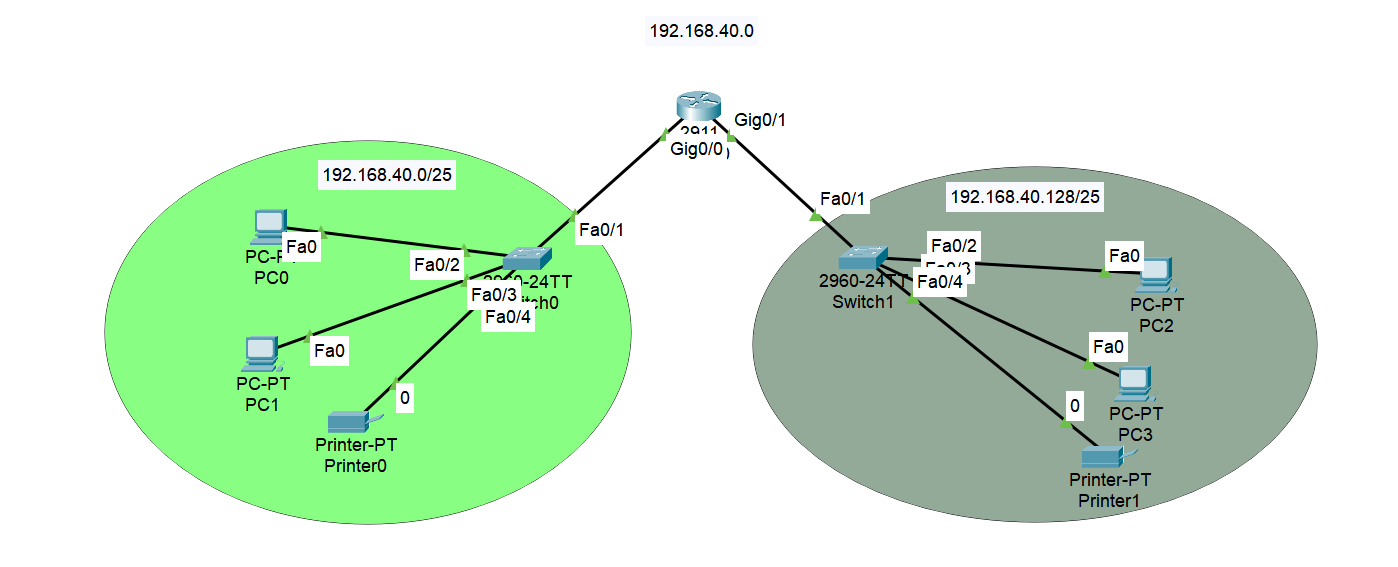 192.168.40.0
2911
Gig0/1
Gig0/0
192.168.40.0/25
Fa0/1
Fa0
PC0
Fa0/2
2960-24TT
Fa0/3
Fa0/4
Fa0
PC-PT
PC1
0
Printer-PT
Printer0
192.168.40.128/25
Fa0/1
Fa0/2
Fa0/3
Fa0/4
2960-24TT
Switch1
Fa0
PC-PT
PC2
Fa0
PC-PT
PC3
0
Printer-PT
Printer1